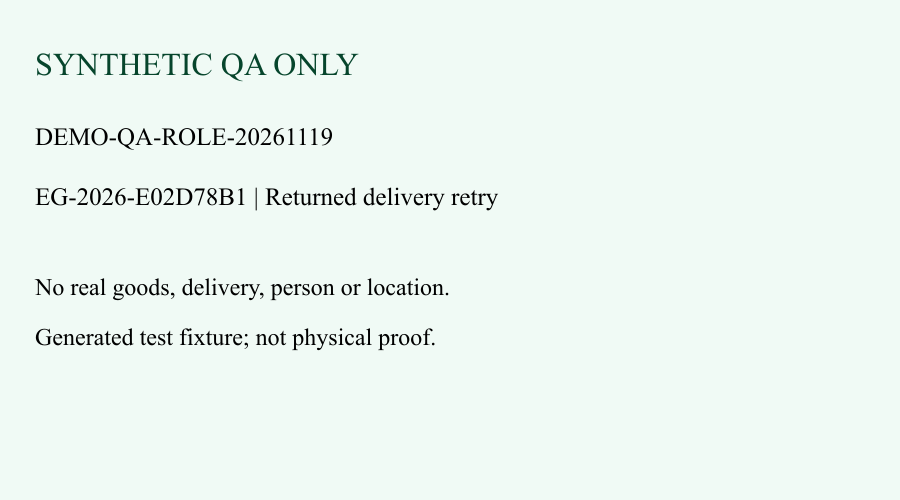 SYNTHETIC QA ONLY
DEMO-QA-ROLE-20261119
EG-2026-E02D78B1 | Returned delivery retry
No real goods, delivery, person or location.
Generated test fixture; not physical proof.